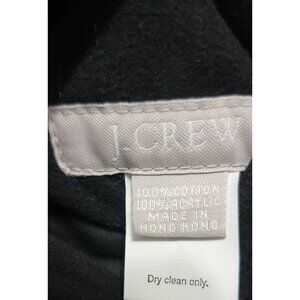 J.CREW
100% COTTON
100% ACRYLIC
MADE IN
HONG KONG
Dry clean only.